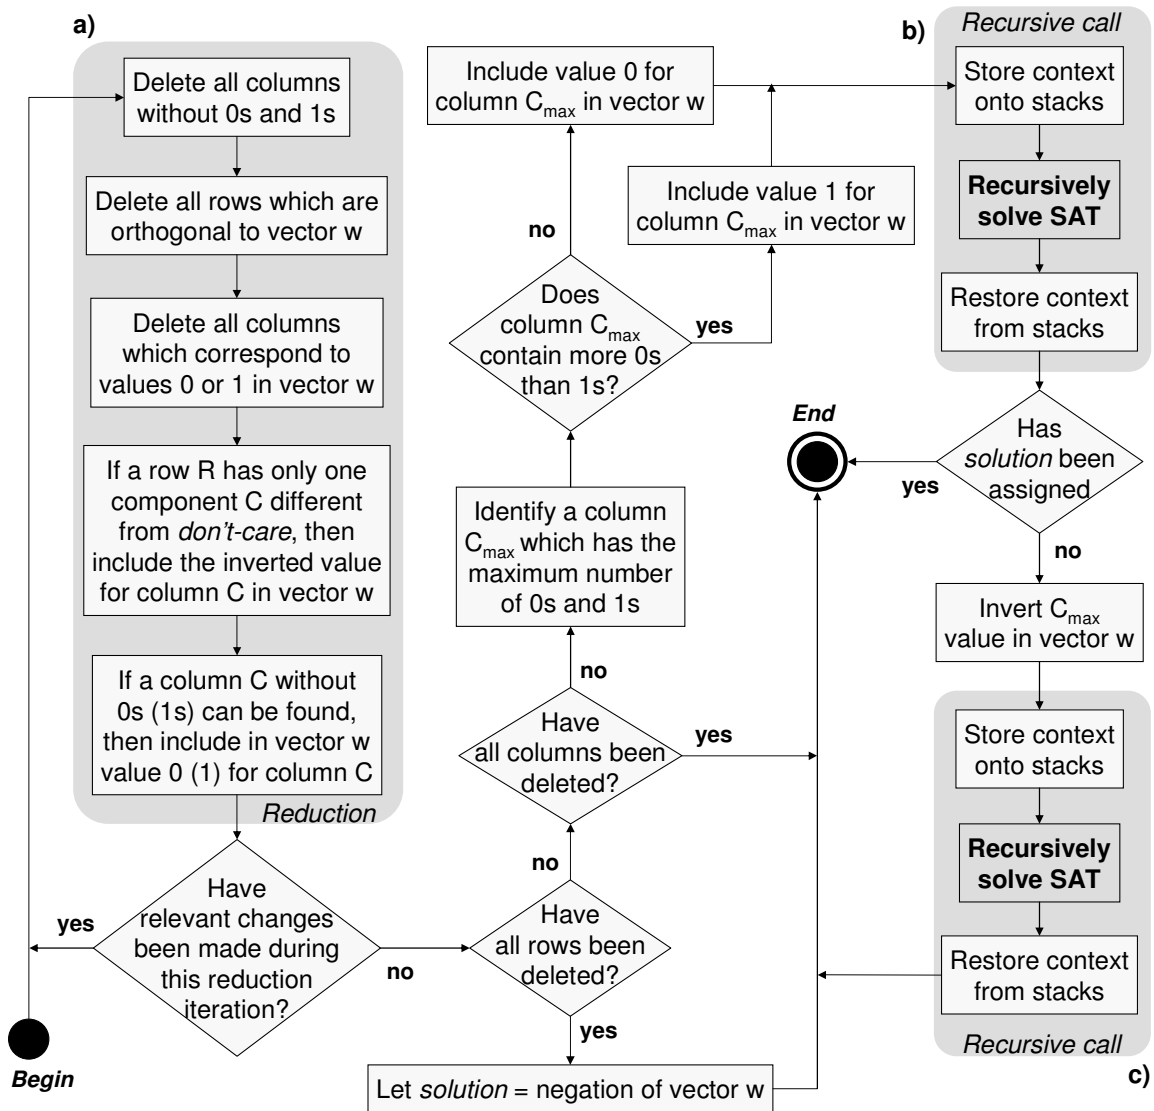 a)
Delete all columns
without 0s and 1s
Delete all rows which are
orthogonal to vector w
Delete all columns
which correspond to
values 0 or 1 in vector w
If a row R has only one
component C different
from don't-care, then
include the inverted value
for column C in vector w
If a column C without
0s (1s) can be found,
then include in vector w
value 0 (1) for column C
Reduction
Have
relevant changes
been made during
this reduction
iteration?
yes
no
Begin
Include value 0 for
column Cmax in vector w
Include value 1 for
column Cmax in vector w
no
Does
column Cmax
contain more 0s
than 1s?
yes
Identify a column
Cmax which has the
maximum number
of 0s and 1s
no
Have
all columns been
deleted?
yes
no
Have
all rows been
deleted?
yes
Let solution = negation of vector w
End
b)
Recursive call
Store context
onto stacks
Recursively
solve SAT
Restore context
from stacks
Has
solution been
assigned
yes
no
Invert Cmax
value in vector w
Store context
onto stacks
Recursively
solve SAT
Restore context
from stacks
Recursive call
c)